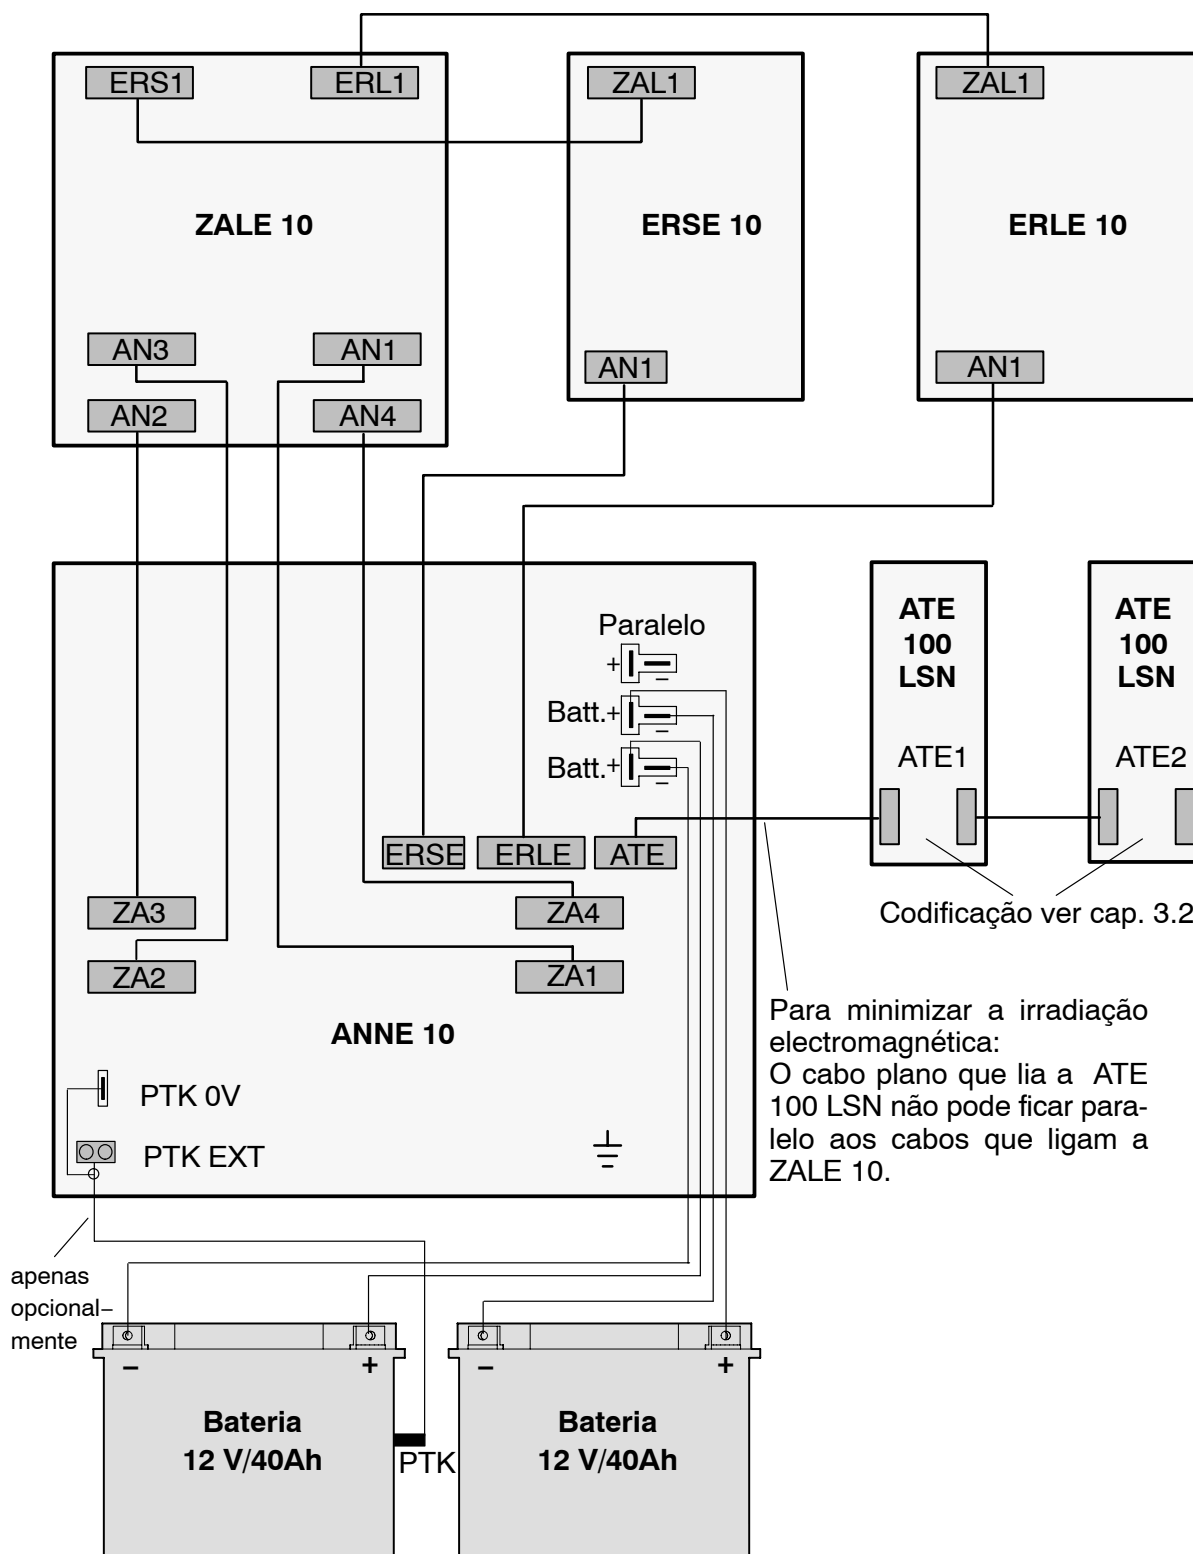 ERS1
ERL1
ZAL1
ZAL1
ZALE 10
ERSE 10
ERLE 10
AN3
AN1
AN1
AN1
AN2
AN4
Paralelo
+ −
Batt.+ −
Batt.+ −
ATE
100
LSN
ATE1
ATE
100
LSN
ATE2
ERSE
ERLE
ATE
ZA3
ZA4
ZA2
ZA1
Codificação ver cap. 3.2
ANNE 10
Para minimizar a irradiação
electromagnética:
O cabo plano que lia a ATE
100 LSN não pode ficar para-
lelo aos cabos que ligam a
ZALE 10.
PTK 0V
PTK EXT
apenas
opcional–
mente
− +
− +
Bateria
12 V/40Ah
PTK
Bateria
12 V/40Ah